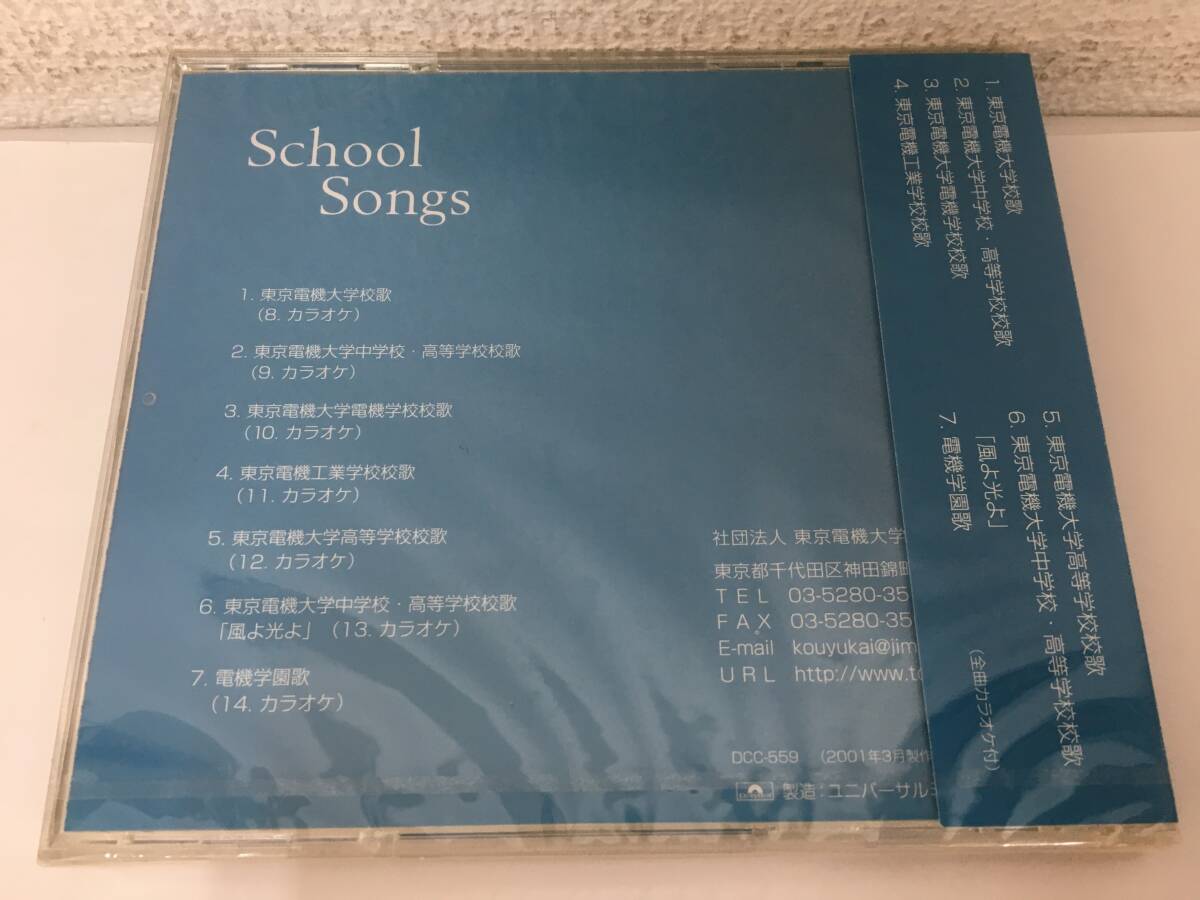 School
Songs
1. 東京電機大学校歌
(8. カラオケ)
2. 東京電機大学中学校・高等学校校歌
(9. カラオケ)
3. 東京電機大学電機学校校歌
(10. カラオケ)
4. 東京電機工業学校校歌
(11. カラオケ)
5. 東京電機大学高等学校校歌
(12. カラオケ)
6. 東京電機大学中学校・高等学校校歌
「風よ光よ」 (13. カラオケ)
7. 電機学園歌
(14. カラオケ)
社団法人 東京電機大学
東京都千代田区神田錦町
TEL 03-5280-35
FAX 03-5280-35
E-mail kouyukai@jim
URL http://www.t
DCC-559 (2001年3月製作
製造:ユニバーサル
1. 東京電機大学校歌
2. 東京電機大学中学校・高等学校校歌
3. 東京電機大学電機学校校歌
4. 東京電機工業学校校歌
5. 東京電機大学高等学校校歌
6. 東京電機大学中学校・高等学校校歌
「風よ光よ」
7. 電機学園歌
(全曲カラオケ付)